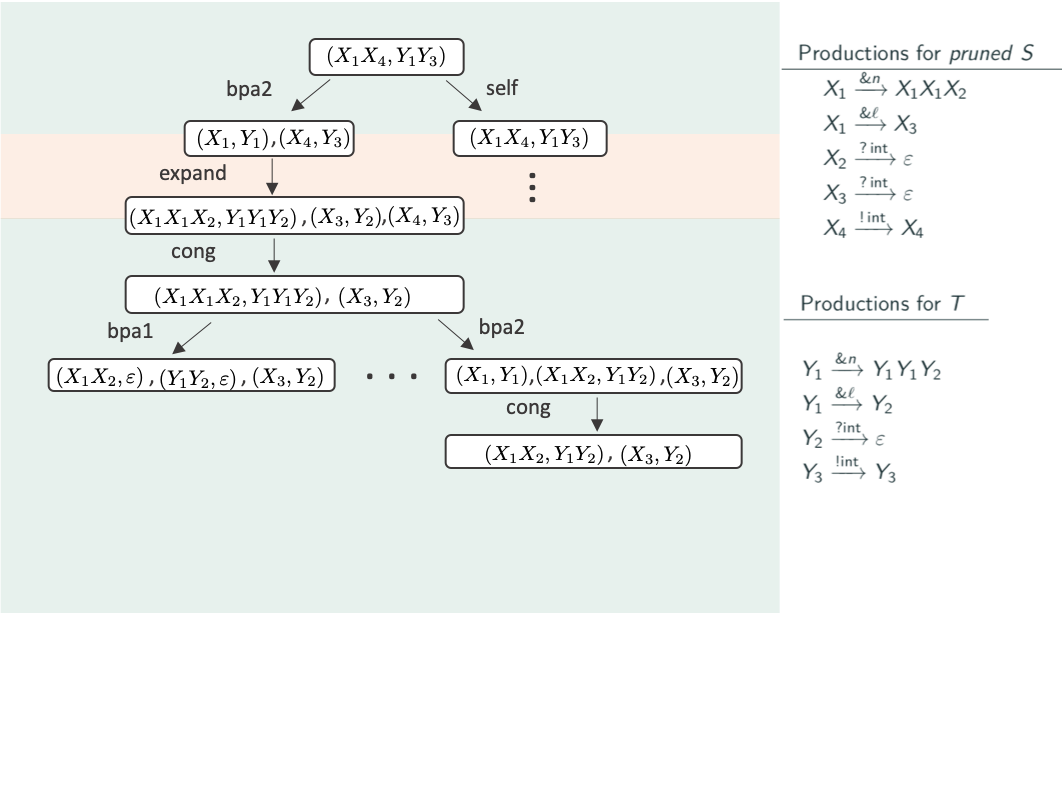 (X₁X₄, Y₁Y₃)
bpa2 self
(X₁, Y₁),(X₄, Y₃) (X₁X₄, Y₁Y₃)
expand
(X₁X₁X₂, Y₁Y₁Y₂) , (X₃, Y₂),(X₄, Y₃)
cong
(X₁X₁X₂, Y₁Y₁Y₂), (X₃, Y₂)
bpa1 bpa2
(X₁X₂, ε) , (Y₁Y₂, ε) , (X₃, Y₂) . . . (X₁, Y₁),(X₁X₂, Y₁Y₂) ,(X₃, Y₂)
cong
(X₁X₂, Y₁Y₂), (X₃, Y₂)
Productions for pruned S
X₁ —&n→ X₁X₁X₂
X₁ —&ℓ→ X₃
X₂ —?int→ ε
X₃ —?int→ ε
X₄ —!int→ X₄
Productions for T
Y₁ —&n→ Y₁Y₁Y₂
Y₁ —&ℓ→ Y₂
Y₂ —?int→ ε
Y₃ —!int→ Y₃